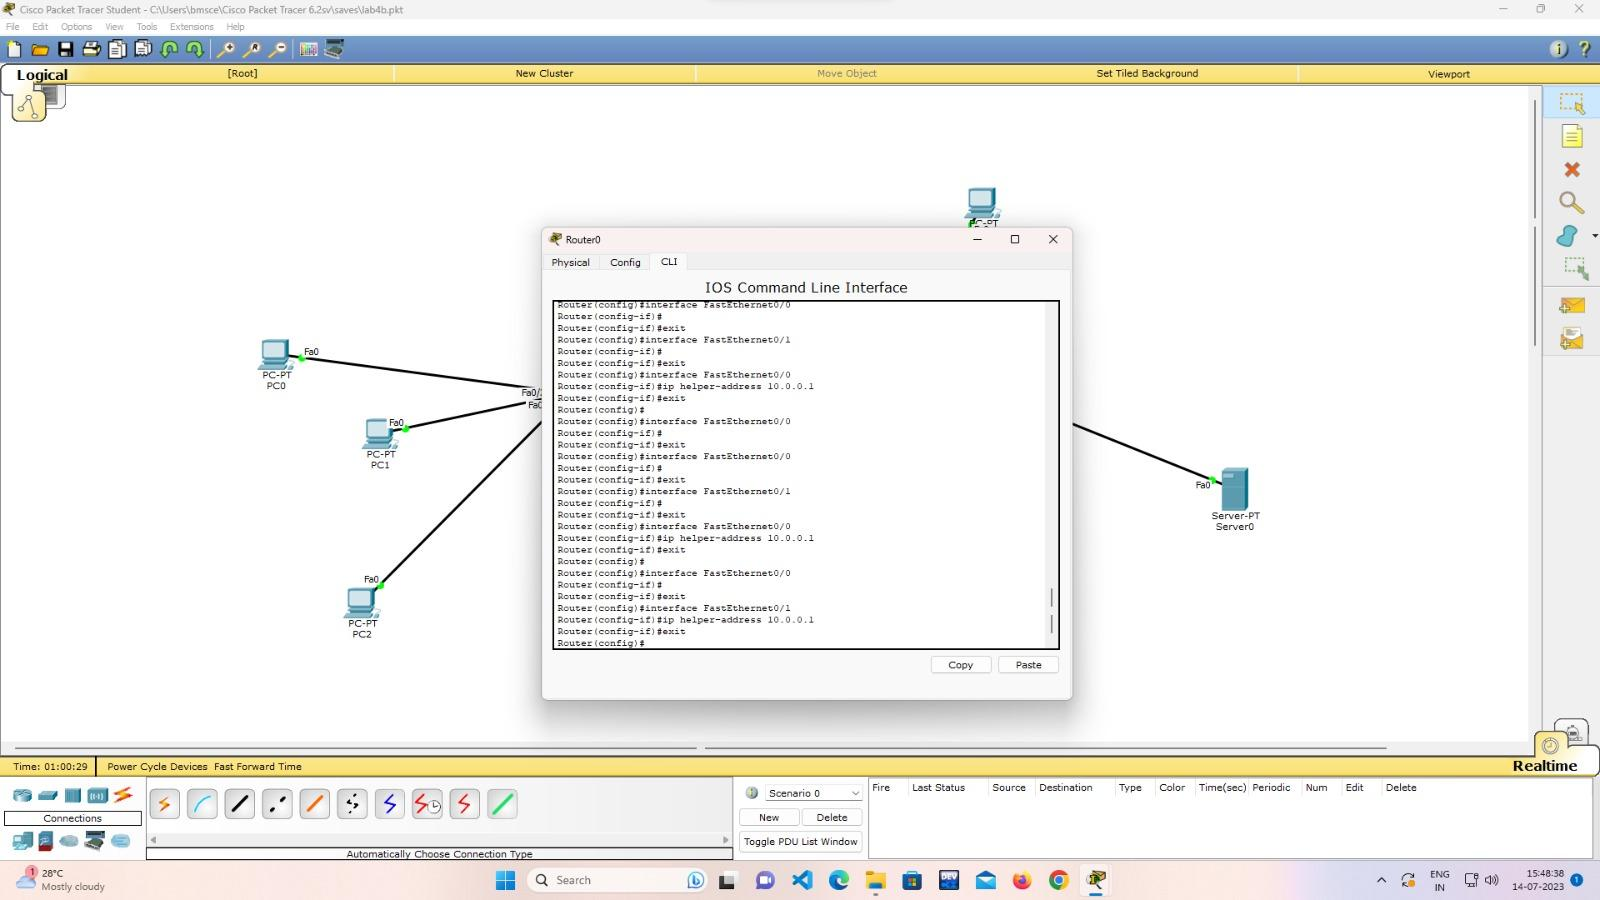 Cisco Packet Tracer Student - C:\Users\bmsce\Cisco Packet Tracer 6.2sv\saves\lab4b.pkt
File Edit Options View Tools Extensions Help
Logical [Root] New Cluster Move Object Set Tiled Background Viewport
PC-PT
Router0
Physical Config CLI
IOS Command Line Interface
Router(config)#interface FastEthernet0/0
Router(config-if)#
Router(config-if)#exit
Router(config)#interface FastEthernet0/1
Router(config-if)#
Router(config-if)#exit
Router(config)#interface FastEthernet0/0
Router(config-if)#ip helper-address 10.0.0.1
Router(config-if)#exit
Router(config)#
Router(config)#interface FastEthernet0/0
Router(config-if)#
Router(config-if)#exit
Router(config)#interface FastEthernet0/0
Router(config-if)#
Router(config-if)#exit
Router(config)#interface FastEthernet0/1
Router(config-if)#
Router(config-if)#exit
Router(config)#interface FastEthernet0/0
Router(config-if)#ip helper-address 10.0.0.1
Router(config-if)#exit
Router(config)#
Router(config)#interface FastEthernet0/0
Router(config-if)#
Router(config-if)#exit
Router(config)#interface FastEthernet0/1
Router(config-if)#ip helper-address 10.0.0.1
Router(config-if)#exit
Router(config)#
Copy Paste
Fa0
PC-PT
PC0
Fa0/
Fa0
Fa0
PC-PT
PC1
Fa0
PC-PT
PC2
Fa0
Server-PT
Server0
Time: 01:00:29 Power Cycle Devices Fast Forward Time
Realtime
Connections
Automatically Choose Connection Type
Scenario 0
New Delete
Toggle PDU List Window
Fire Last Status Source Destination Type Color Time(sec) Periodic Num Edit Delete
1
28°C
Mostly cloudy
Search
DEV
ENG
IN
15:48:38
14-07-2023
1